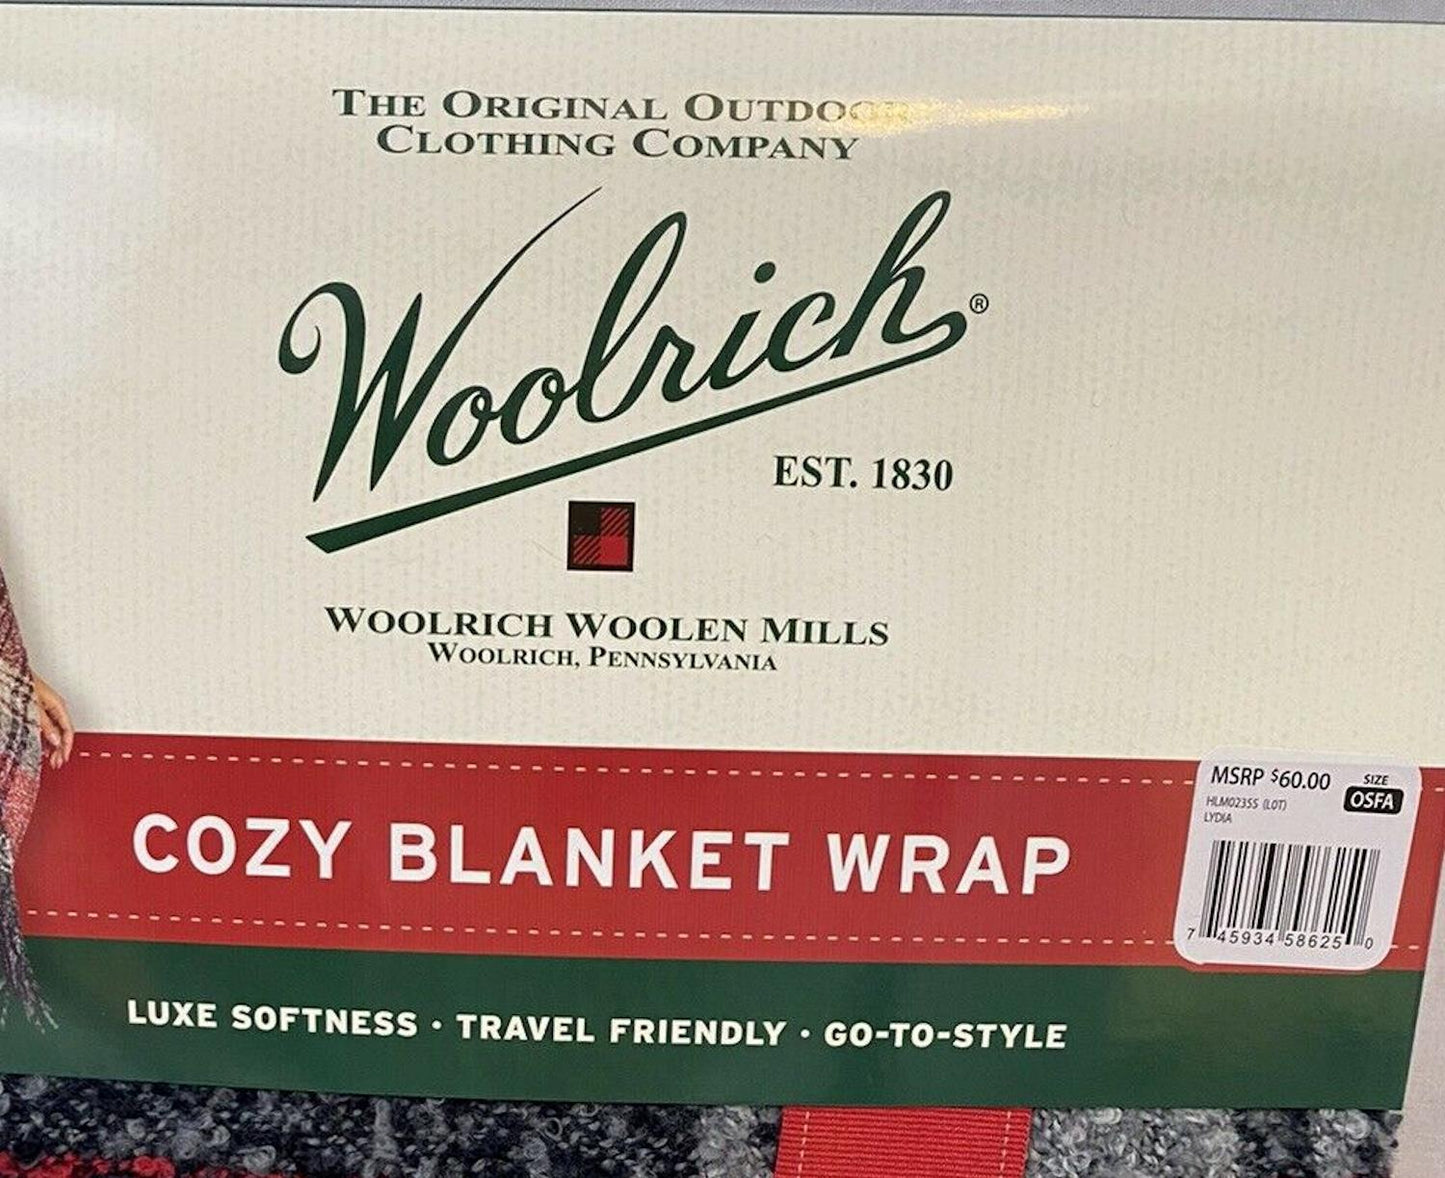 THE ORIGINAL OUTDOOR
CLOTHING COMPANY
Woolrich®
EST. 1830
WOOLRICH WOOLEN MILLS
WOOLRICH, PENNSYLVANIA
COZY BLANKET WRAP
MSRP $60.00 SIZE
OSFA
HLM0235S (LOT)
LYDIA
7 45934 58625 0
LUXE SOFTNESS • TRAVEL FRIENDLY • GO-TO-STYLE